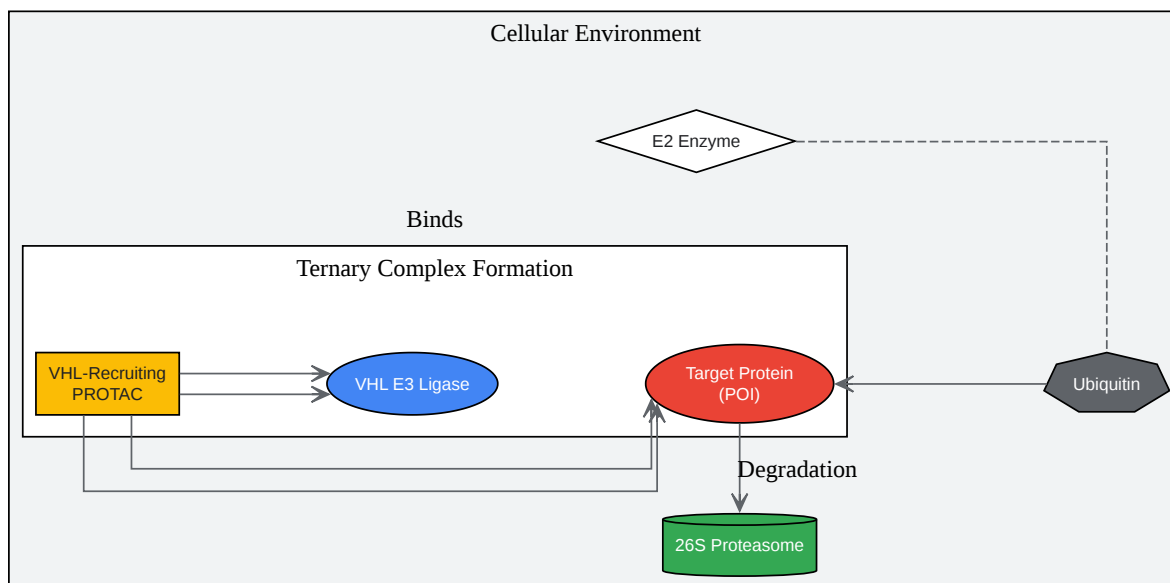 Cellular Environment
E2 Enzyme
Binds
Ternary Complex Formation
VHL-Recruiting
PROTAC
VHL E3 Ligase
Target Protein
(POI)
Ubiquitin
Degradation
26S Proteasome